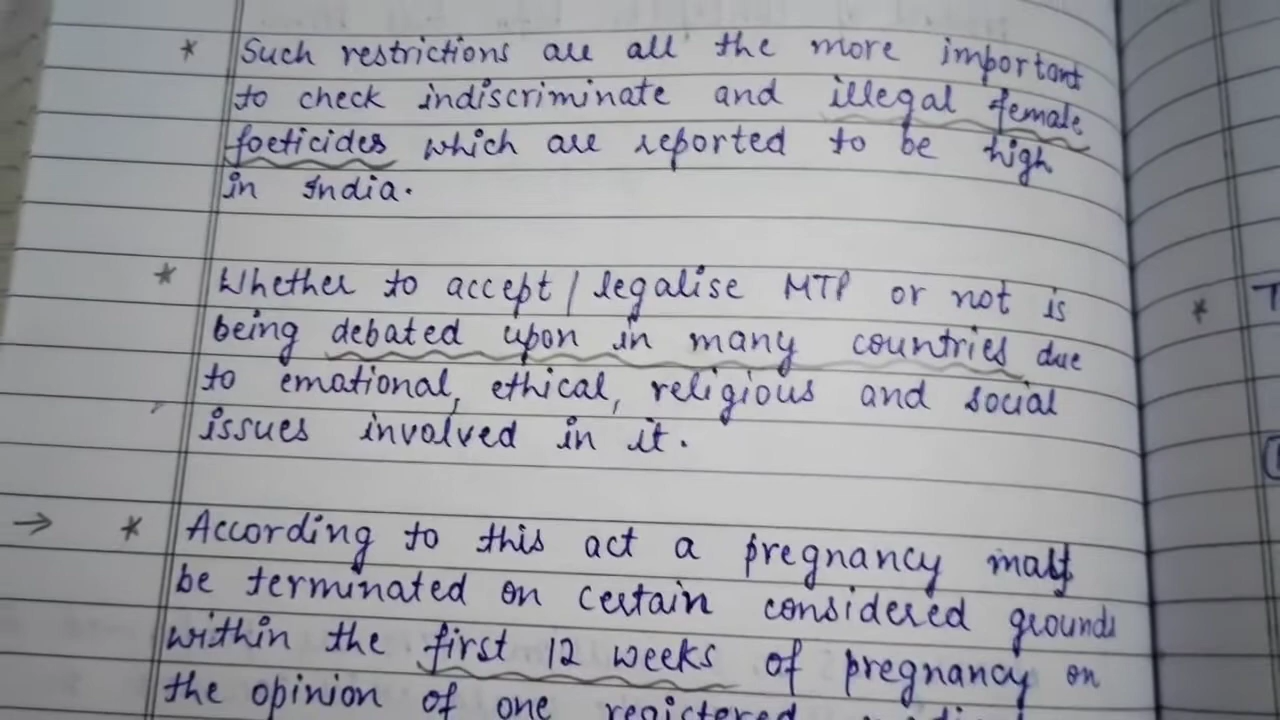 * Such restrictions are all the more important
to check indiscriminate and illegal female
foeticides which are reported to be high
in India.
* Whether to accept / legalise MTP or not is
being debated upon in many countries due
to emational, ethical, religious and social
issues involved in it.
→ * According to this act a pregnancy
be terminated on certain considered grounds
within the first 12 weeks of pregnancy on
the opinion of one registered
*